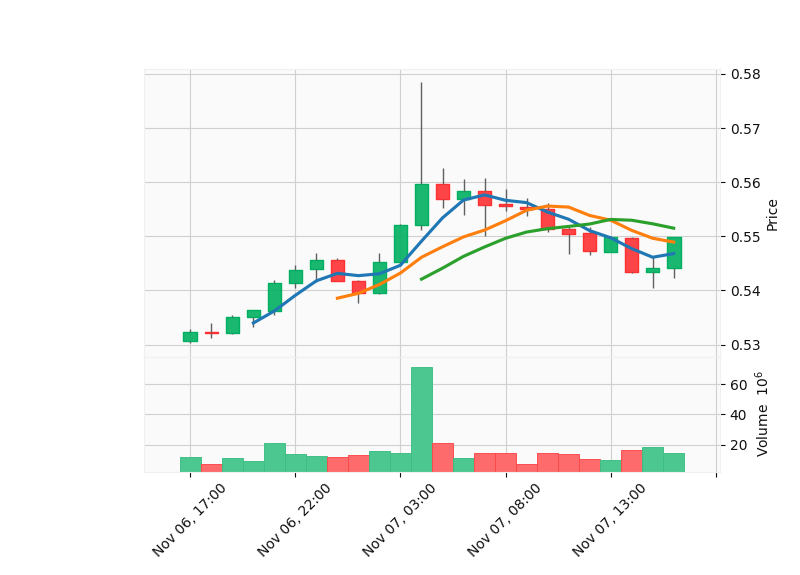 0.58
0.57
0.56
0.55
0.54
0.53
Price
60
40
20
Volume 10^6
Nov 06, 17:00
Nov 06, 22:00
Nov 07, 03:00
Nov 07, 08:00
Nov 07, 13:00